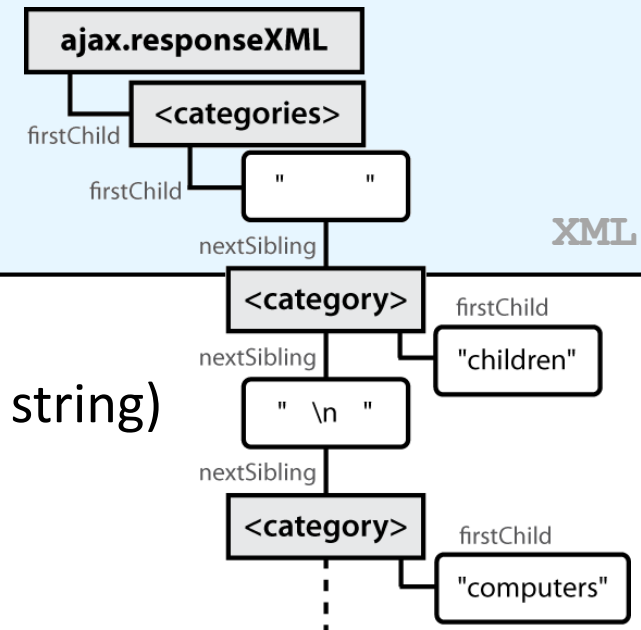 ajax.responseXML
<categories>
firstChild
firstChild
" "
nextSibling
XML
<category>
firstChild
nextSibling
"children"
string)
" \n "
nextSibling
<category>
firstChild
"computers"